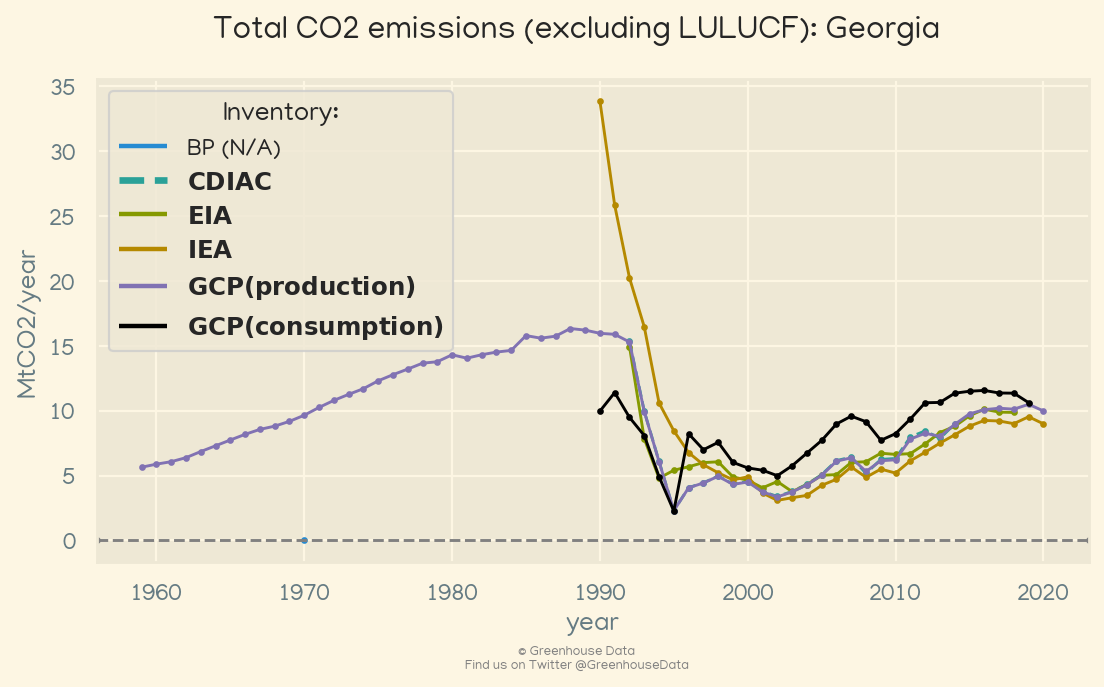 Total CO2 emissions (excluding LULUCF): Georgia
35
30
25
20
15
10
5
0
MtCO2/year
Inventory:
BP (N/A)
CDIAC
EIA
IEA
GCP(production)
GCP(consumption)
1960 1970 1980 1990 2000 2010 2020
year
© Greenhouse Data
Find us on Twitter @GreenhouseData